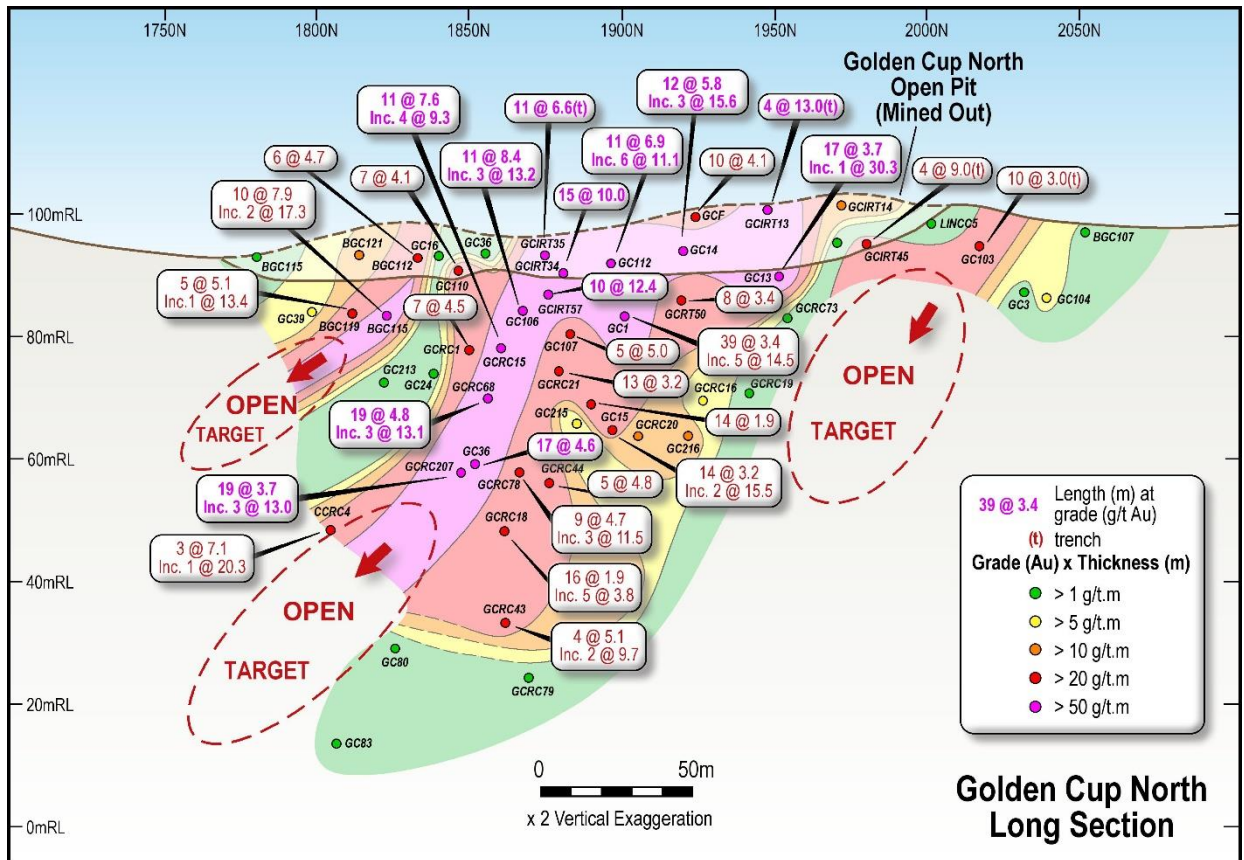 1750N
1800N
1850N
1900N
1950N
2000N
2050N
Golden Cup North
Open Pit
(Mined Out)
12 @ 5.8
Inc. 3 @ 15.6
11 @ 7.6
Inc. 4 @ 9.3
11 @ 6.6(t)
4 @ 13.0(t)
11 @ 6.9
Inc. 6 @ 11.1
6 @ 4.7
11 @ 8.4
Inc. 3 @ 13.2
10 @ 4.1
17 @ 3.7
Inc. 1 @ 30.3
4 @ 9.0(t)
7 @ 4.1
10 @ 7.9
Inc. 2 @ 17.3
15 @ 10.0
10 @ 3.0(t)
100mRL
GCF
GCIRT13
GCIRT14
LINCC5
BGC107
BGC115
BGC121
BGC112
GC16
GC36
GCIRT35
GCIRT34
GC112
GC14
GCIRT45
GC103
GC110
GC13
5 @ 5.1
Inc.1 @ 13.4
10 @ 12.4
GCIRT57
8 @ 3.4
GCRT50
GC3
GC104
GC39
BGC119
BGC115
7 @ 4.5
GC106
GC1
GCRC73
80mRL
GCRC1
GCRC15
GC107
5 @ 5.0
39 @ 3.4
Inc. 5 @ 14.5
GC213
GC24
GCRC68
GCRC21
13 @ 3.2
GCRC16
GCRC19
OPEN
TARGET
OPEN
TARGET
19 @ 4.8
Inc. 3 @ 13.1
GC215
GC15
GCRC20
GC216
14 @ 1.9
60mRL
GC36
17 @ 4.6
GCRC207
GCRC78
GCRC44
5 @ 4.8
14 @ 3.2
Inc. 2 @ 15.5
19 @ 3.7
Inc. 3 @ 13.0
CCRC4
GCRC18
9 @ 4.7
Inc. 3 @ 11.5
3 @ 7.1
Inc. 1 @ 20.3
40mRL
16 @ 1.9
Inc. 5 @ 3.8
OPEN
TARGET
GCRC43
4 @ 5.1
Inc. 2 @ 9.7
GC80
GCRC79
20mRL
GC83
0mRL
0
50m
x 2 Vertical Exaggeration
39 @ 3.4
Length (m) at
grade (g/t Au)
(t)
trench
Grade (Au) x Thickness (m)
> 1 g/t.m
> 5 g/t.m
> 10 g/t.m
> 20 g/t.m
> 50 g/t.m
Golden Cup North
Long Section